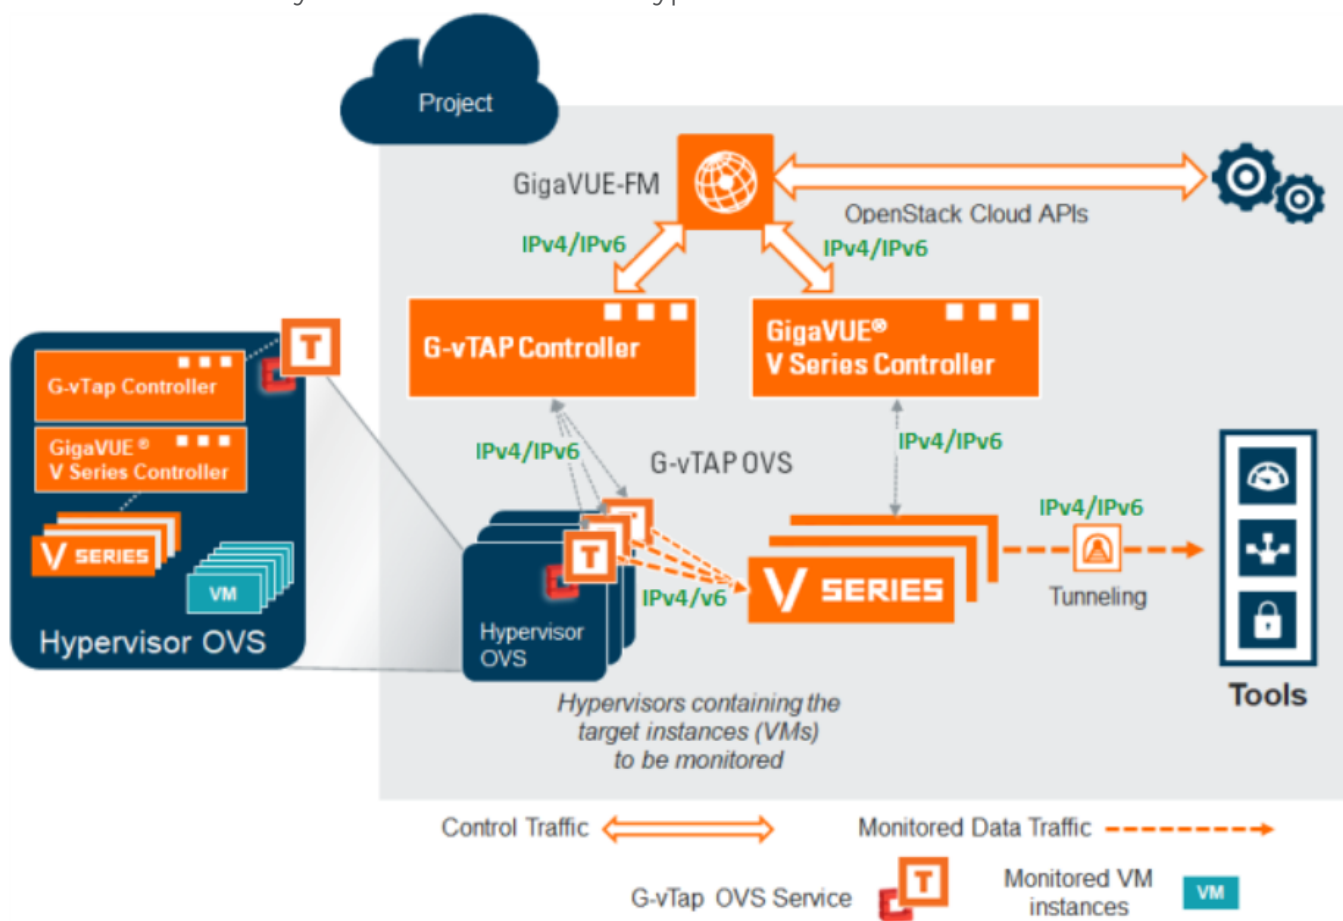 Project
GigaVUE-FM
OpenStack Cloud APIs
IPv4/IPv6
IPv4/IPv6
G-vTAP Controller
GigaVUE®
V Series Controller
T
G-vTap Controller
GigaVUE ®
V Series Controller
V SERIES
VM
Hypervisor OVS
IPv4/IPv6
G-vTAP OVS
IPv4/IPv6
IPv4/IPv6
T
IPv4/v6
V SERIES
Tunneling
Hypervisor
OVS
Tools
Hypervisors containing the
target instances (VMs)
to be monitored
Control Traffic
Monitored Data Traffic
G-vTap OVS Service
T
Monitored VM
instances
VM